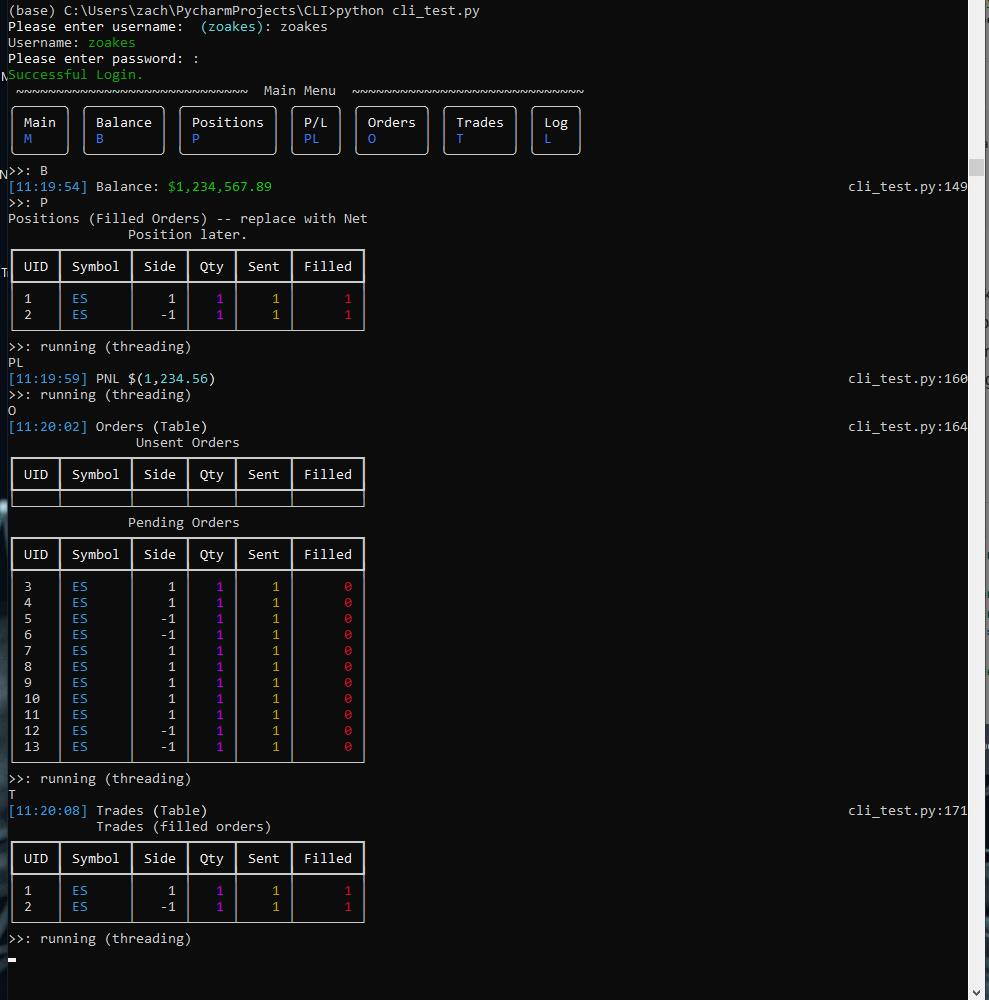 (base) C:\Users\zach\PycharmProjects\CLI>python cli_test.py
Please enter username:  (zoakes): zoakes
Username: zoakes
Please enter password: :
Successful Login.
~~~~~~~~~~~~~~~~~~~~~~~~~~~~~  Main Menu  ~~~~~~~~~~~~~~~~~~~~~~~~~~~~~
Main Balance Positions P/L Orders Trades Log
M B P PL O T L
>>: B
[11:19:54] Balance: $1,234,567.89 cli_test.py:149
>>: P
Positions (Filled Orders) -- replace with Net
Position later.
UID Symbol Side Qty Sent Filled
1 ES 1 1 1 1
2 ES -1 1 1 1
>>: running (threading)
PL
[11:19:59] PNL $(1,234.56) cli_test.py:160
>>: running (threading)
O
[11:20:02] Orders (Table) cli_test.py:164
Unsent Orders
UID Symbol Side Qty Sent Filled
Pending Orders
UID Symbol Side Qty Sent Filled
3 ES 1 1 1 0
4 ES 1 1 1 0
5 ES -1 1 1 0
6 ES -1 1 1 0
7 ES 1 1 1 0
8 ES 1 1 1 0
9 ES 1 1 1 0
10 ES 1 1 1 0
11 ES 1 1 1 0
12 ES -1 1 1 0
13 ES -1 1 1 0
>>: running (threading)
T
[11:20:08] Trades (Table) cli_test.py:171
Trades (filled orders)
UID Symbol Side Qty Sent Filled
1 ES 1 1 1 1
2 ES -1 1 1 1
>>: running (threading)